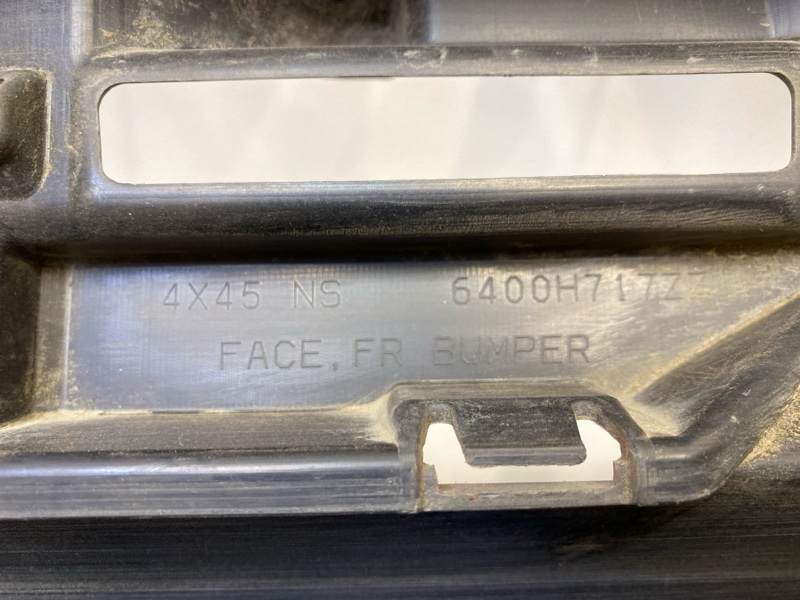 4X45 NS 6400H717ZZ
FACE, FR BUMPER